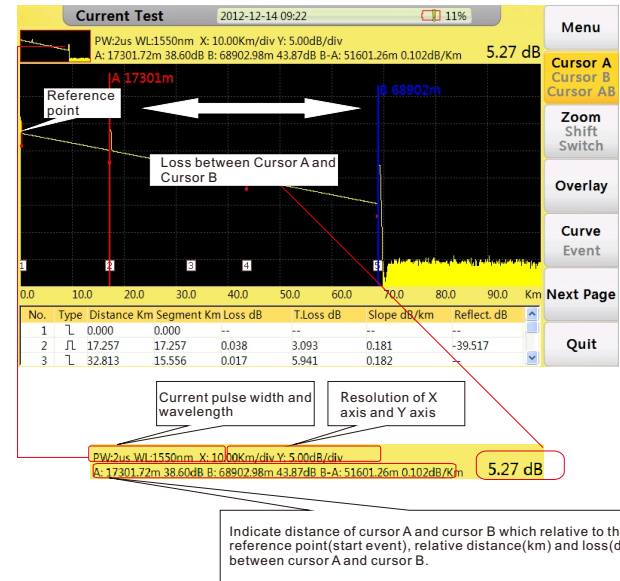 Current Test 2012-12-14 09:22 11%
PW:2us WL:1550nm X: 10.00Km/div Y: 5.00dB/div
A: 17301.72m 38.60dB B: 68902.98m 43.87dB B-A: 51601.26m 0.102dB/Km 5.27 dB
A 17301m
B 68902m
Reference
point
Loss between Cursor A and
Cursor B
1 2 3 4 5
0.0 10.0 20.0 30.0 40.0 50.0 60.0 70.0 80.0 90.0 Km
No. Type Distance Km Segment Km Loss dB T.Loss dB Slope dB/km Reflect. dB
1 0.000 0.000 -- -- -- --
2 17.257 17.257 0.038 3.093 0.181 -39.517
3 32.813 15.556 0.017 5.941 0.182 --
Menu
Cursor A
Cursor B
Cursor AB
Zoom
Shift
Switch
Overlay
Curve
Event
Next Page
Quit
Current pulse width and
wavelength
Resolution of X
axis and Y axis
PW:2us WL:1550nm X: 10.00Km/div Y: 5.00dB/div
A: 17301.72m 38.60dB B: 68902.98m 43.87dB B-A: 51601.26m 0.102dB/Km 5.27 dB
Indicate distance of cursor A and cursor B which relative to th
reference point(start event), relative distance(km) and loss(d
between cursor A and cursor B.